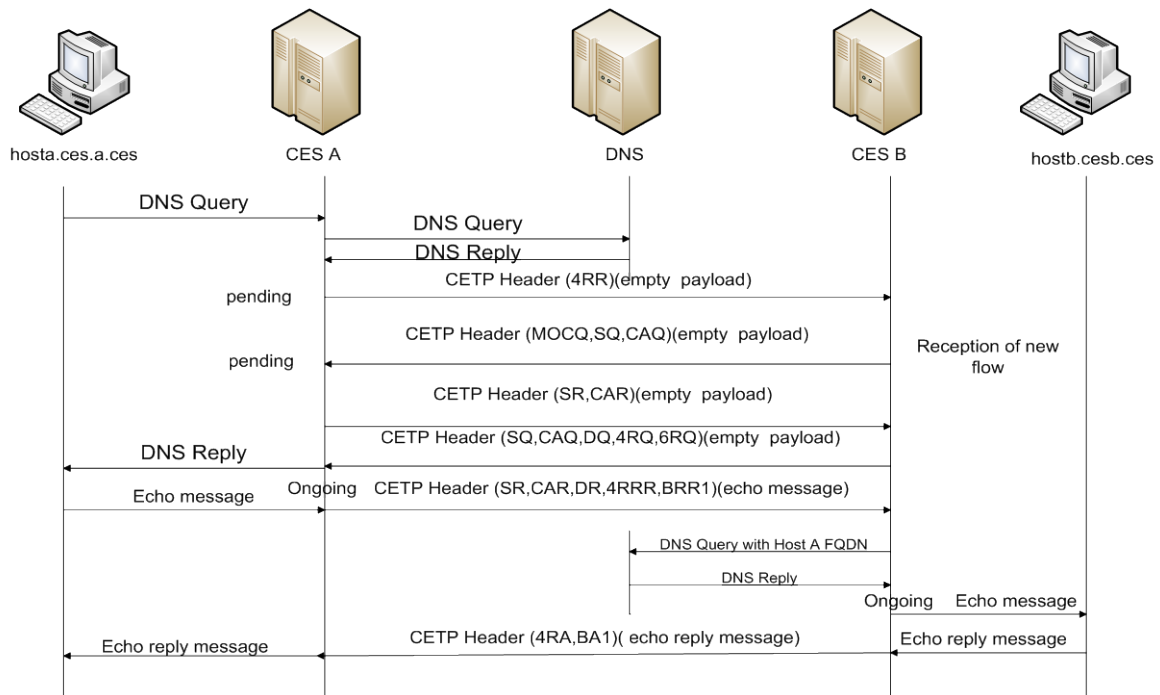 hosta.ces.a.ces
CES A
DNS
CES B
hostb.cesb.ces
DNS Query
DNS Query
DNS Reply
CETP Header (4RR)(empty payload)
pending
CETP Header (MOCQ,SQ,CAQ)(empty payload)
Reception of new
flow
pending
CETP Header (SR,CAR)(empty payload)
CETP Header (SQ,CAQ,DQ,4RQ,6RQ)(empty payload)
DNS Reply
Echo message
Ongoing
CETP Header (SR,CAR,DR,4RRR,BRR1)(echo message)
DNS Query with Host A FQDN
DNS Reply
Ongoing
Echo message
Echo reply message
CETP Header (4RA,BA1)( echo reply message)
Echo reply message